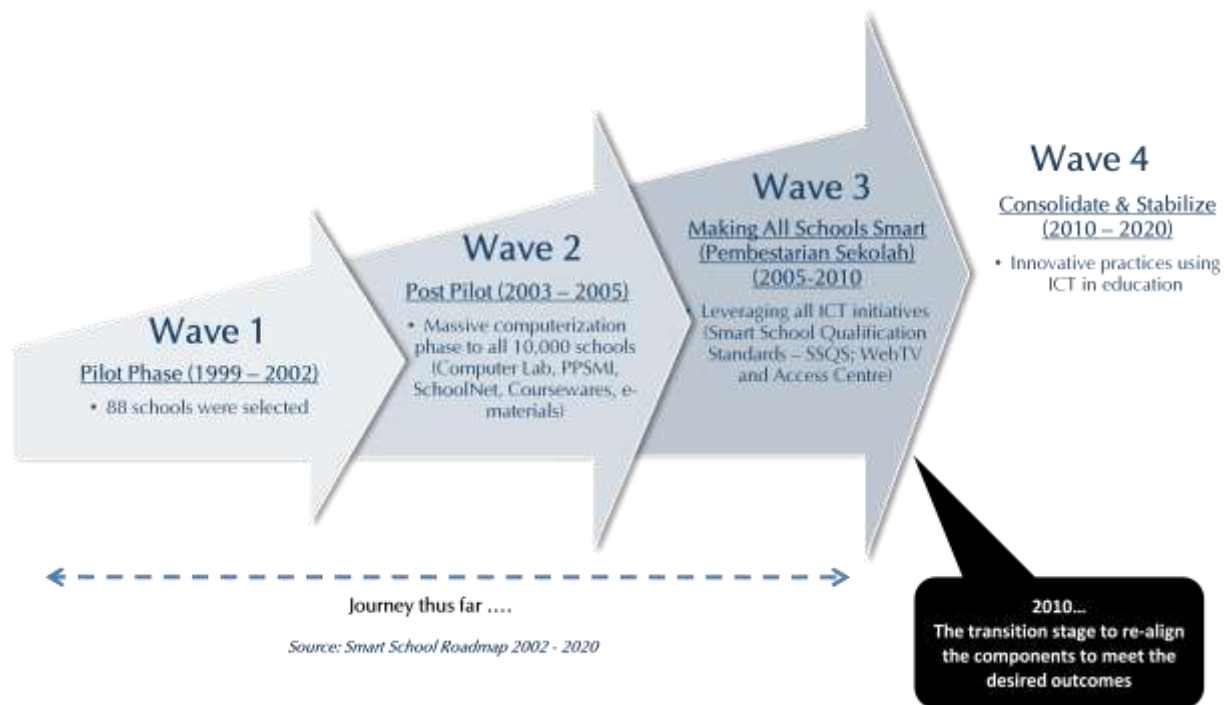 Wave 1
Pilot Phase (1999 – 2002)
• 88 schools were selected
Wave 2
Post Pilot (2003 – 2005)
• Massive computerization
phase to all 10,000 schools
(Computer Lab, PPSMI,
SchoolNet, Coursewares, e-
materials)
Wave 3
Making All Schools Smart
(Pembestarian Sekolah)
(2005-2010
• Leveraging all ICT initiatives
(Smart School Qualification
Standards – SSQS; WebTV
and Access Centre)
Wave 4
Consolidate & Stabilize
(2010 – 2020)
• Innovative practices using
ICT in education
Journey thus far ....
Source: Smart School Roadmap 2002 - 2020
2010...
The transition stage to re-align
the components to meet the
desired outcomes